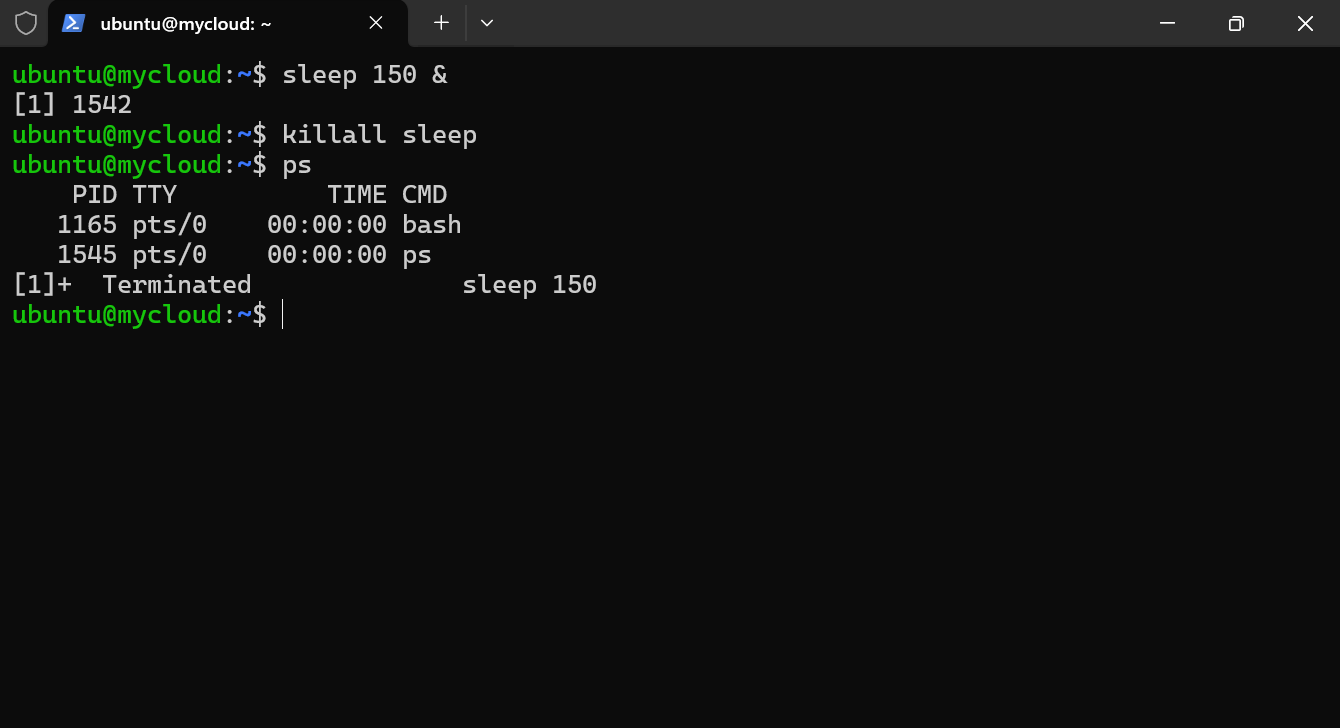 ubuntu@mycloud: ~
ubuntu@mycloud:~$ sleep 150 &
[1] 1542
ubuntu@mycloud:~$ killall sleep
ubuntu@mycloud:~$ ps
    PID TTY          TIME CMD
   1165 pts/0    00:00:00 bash
   1545 pts/0    00:00:00 ps
[1]+  Terminated              sleep 150
ubuntu@mycloud:~$